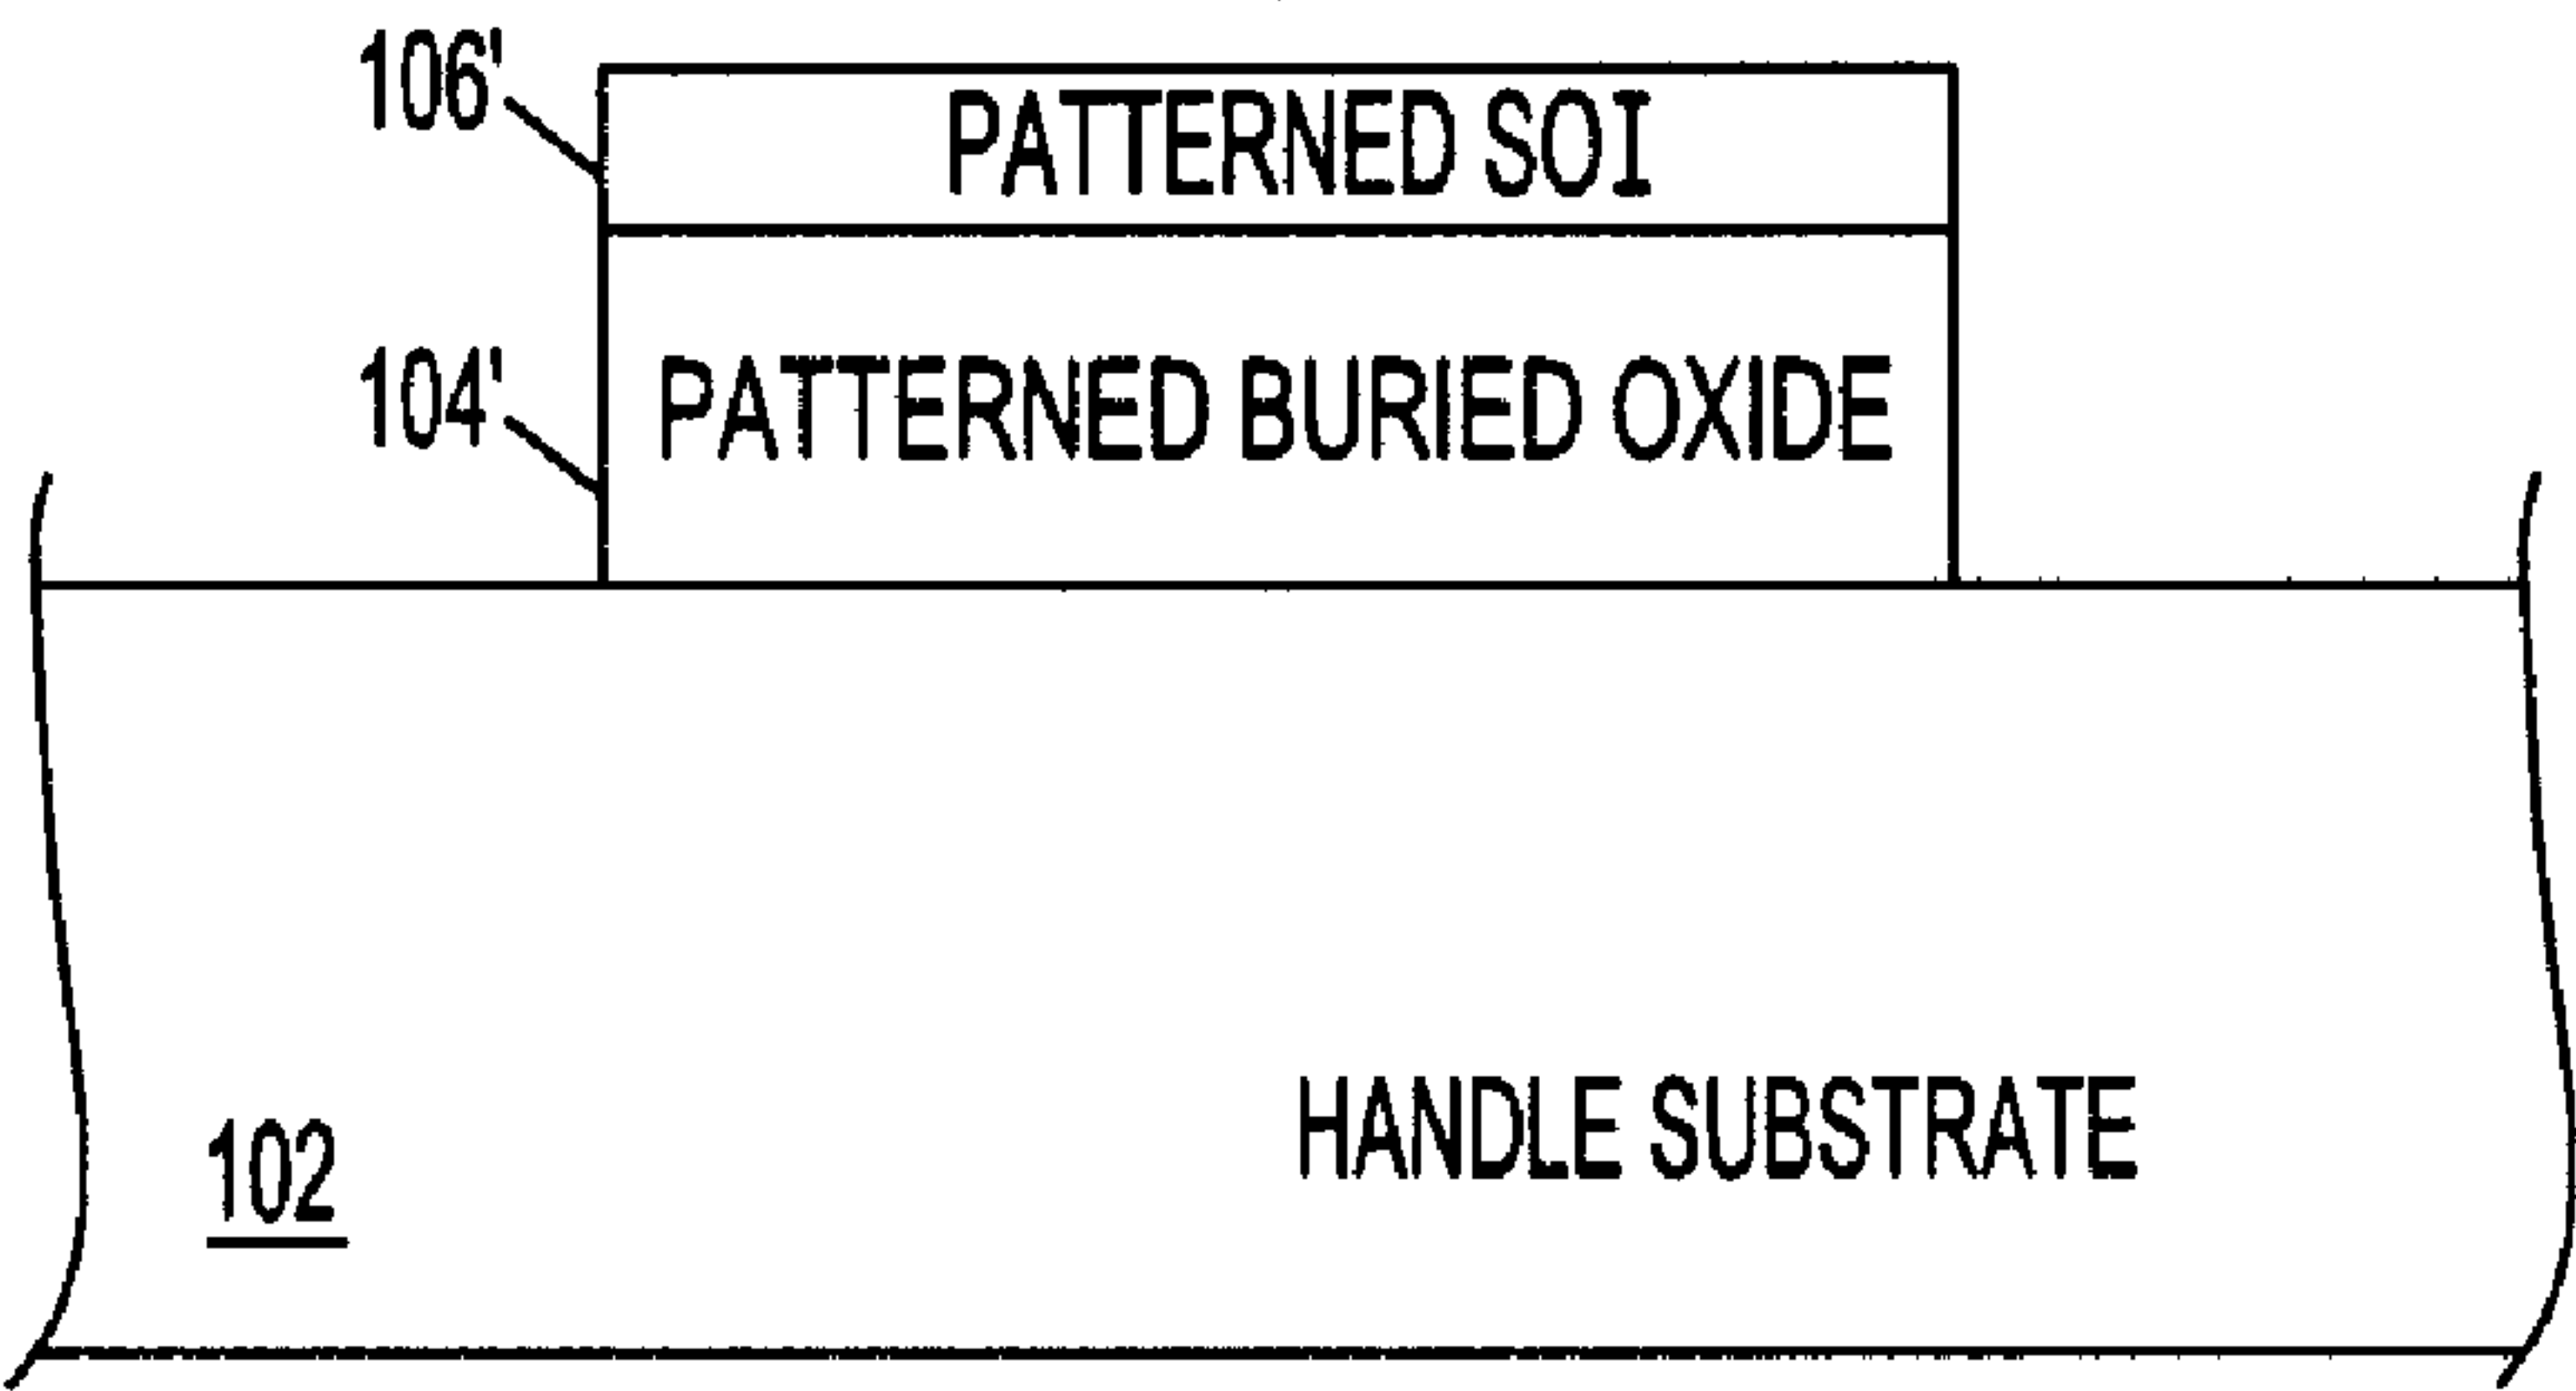 106'
PATTERNED SOI
104'
PATTERNED BURIED OXIDE
HANDLE SUBSTRATE
102